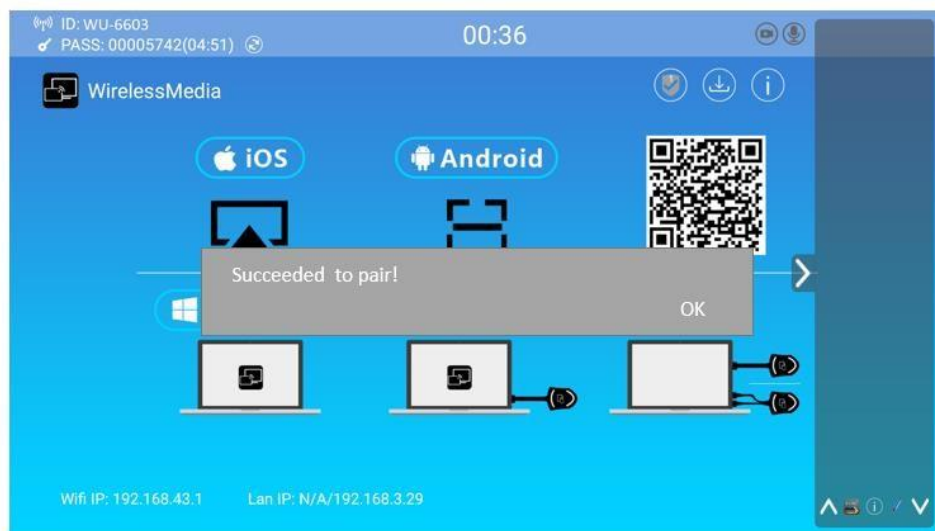 ID: WU-6603
PASS: 00005742(04:51)
00:36
WirelessMedia
iOS
Android
Succeeded to pair!
OK
Wifi IP: 192.168.43.1
Lan IP: N/A/192.168.3.29